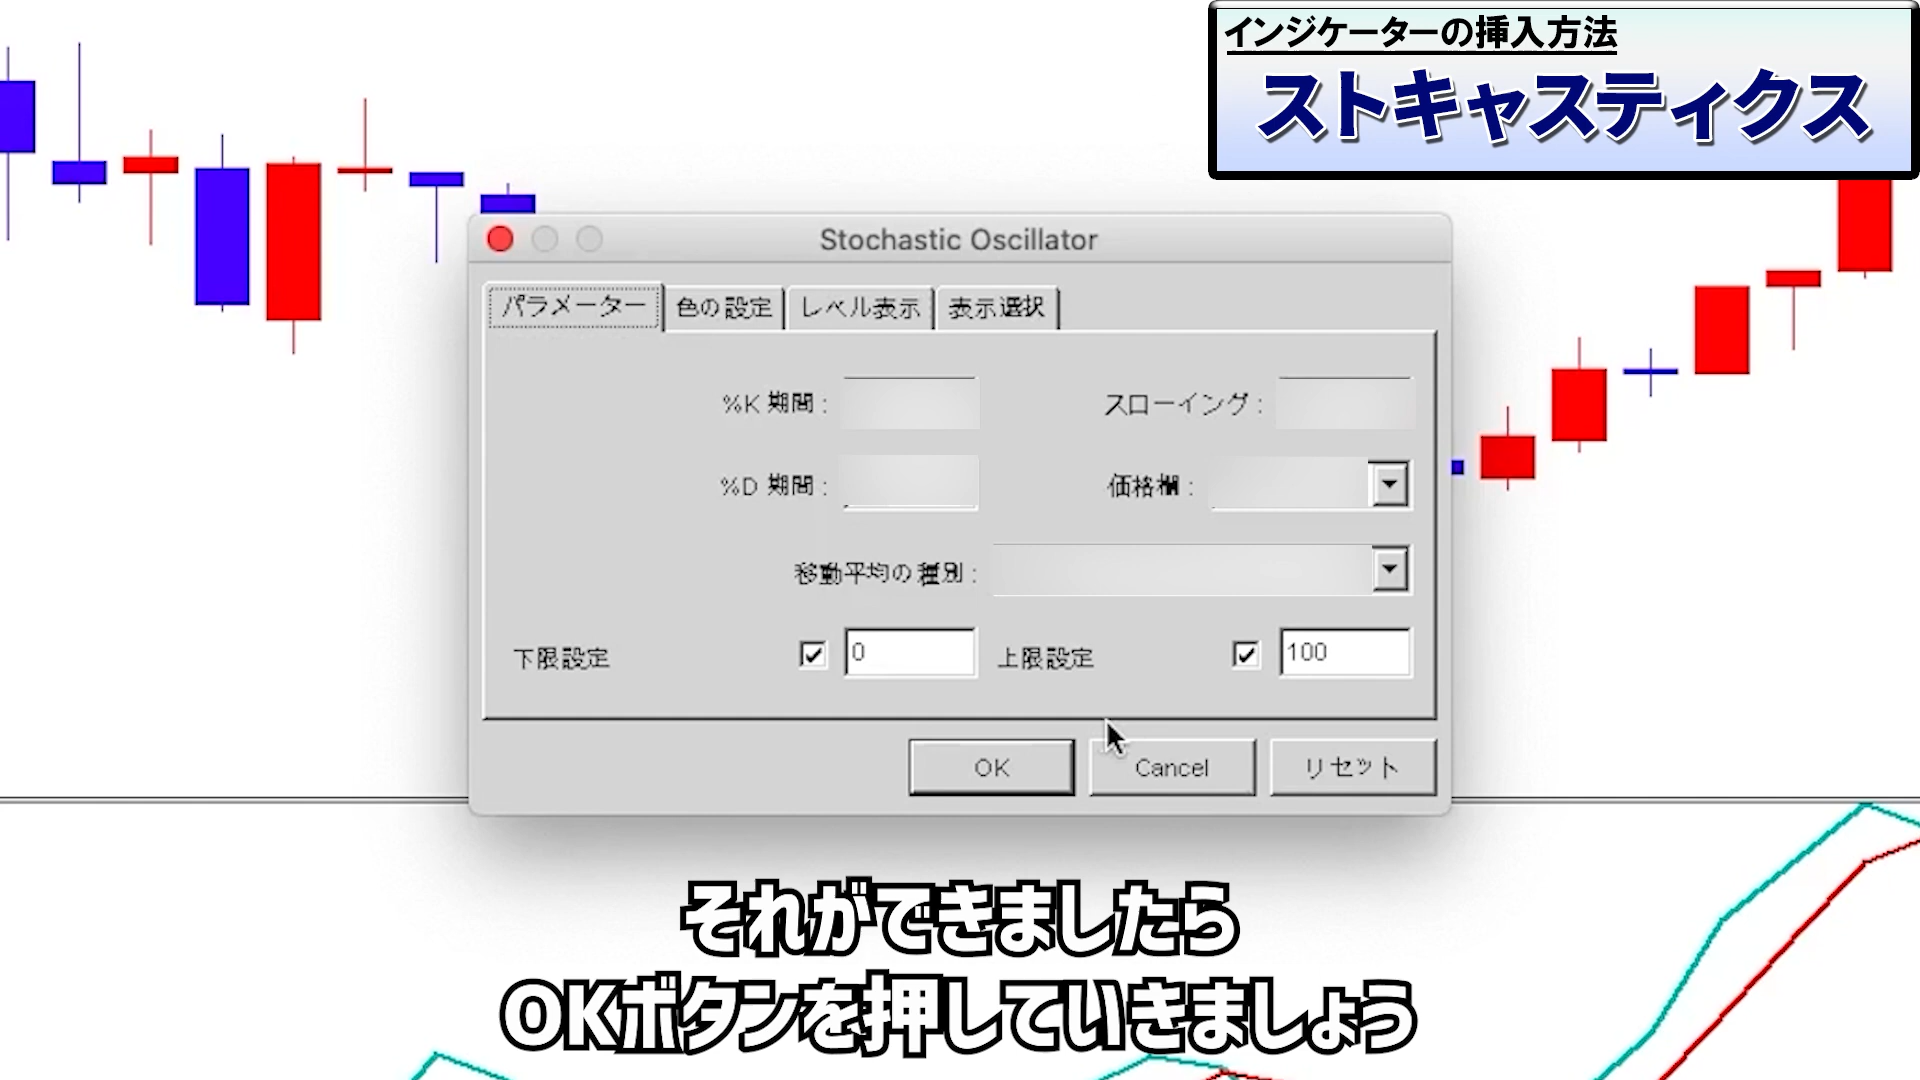 インジケーターの挿入方法
ストキャスティクス
Stochastic Oscillator
パラメーター 色の設定 レベル表示 表示選択
%K 期間 : スローイング :
%D 期間 : 価格欄 :
移動平均の種別 :
下限設定 0 上限設定 100
OK Cancel リセット
それができましたら
OKボタンを押していきましょう